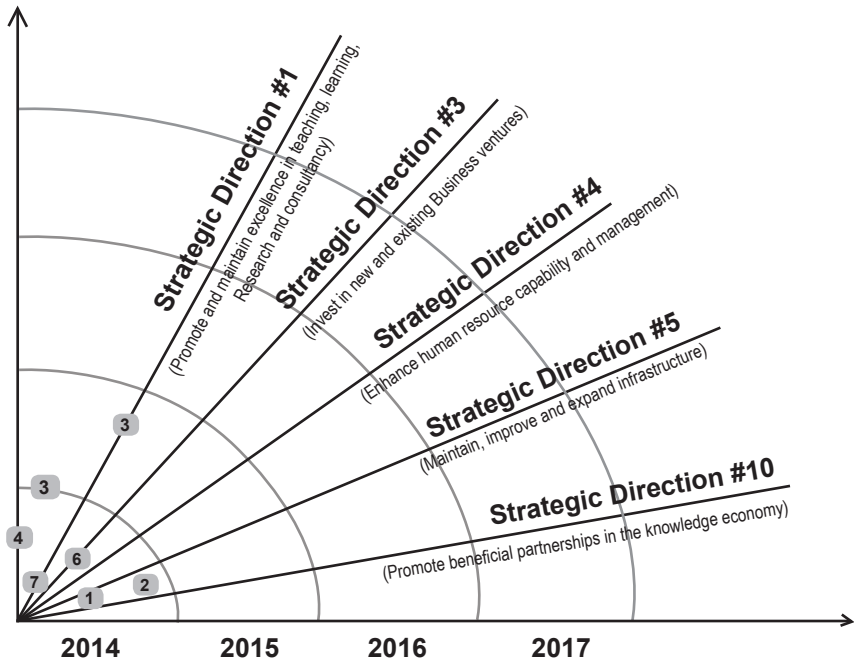 Strategic Direction #1
(Promote and maintain excellence in teaching, learning,
Research and consultancy)
Strategic Direction #3
(Invest in new and existing Business ventures)
Strategic Direction #4
(Enhance human resource capability and management)
Strategic Direction #5
(Maintain, improve and expand infrastructure)
Strategic Direction #10
(Promote beneficial partnerships in the knowledge economy)
3
3
4
6
7
2
1
2014 2015 2016 2017